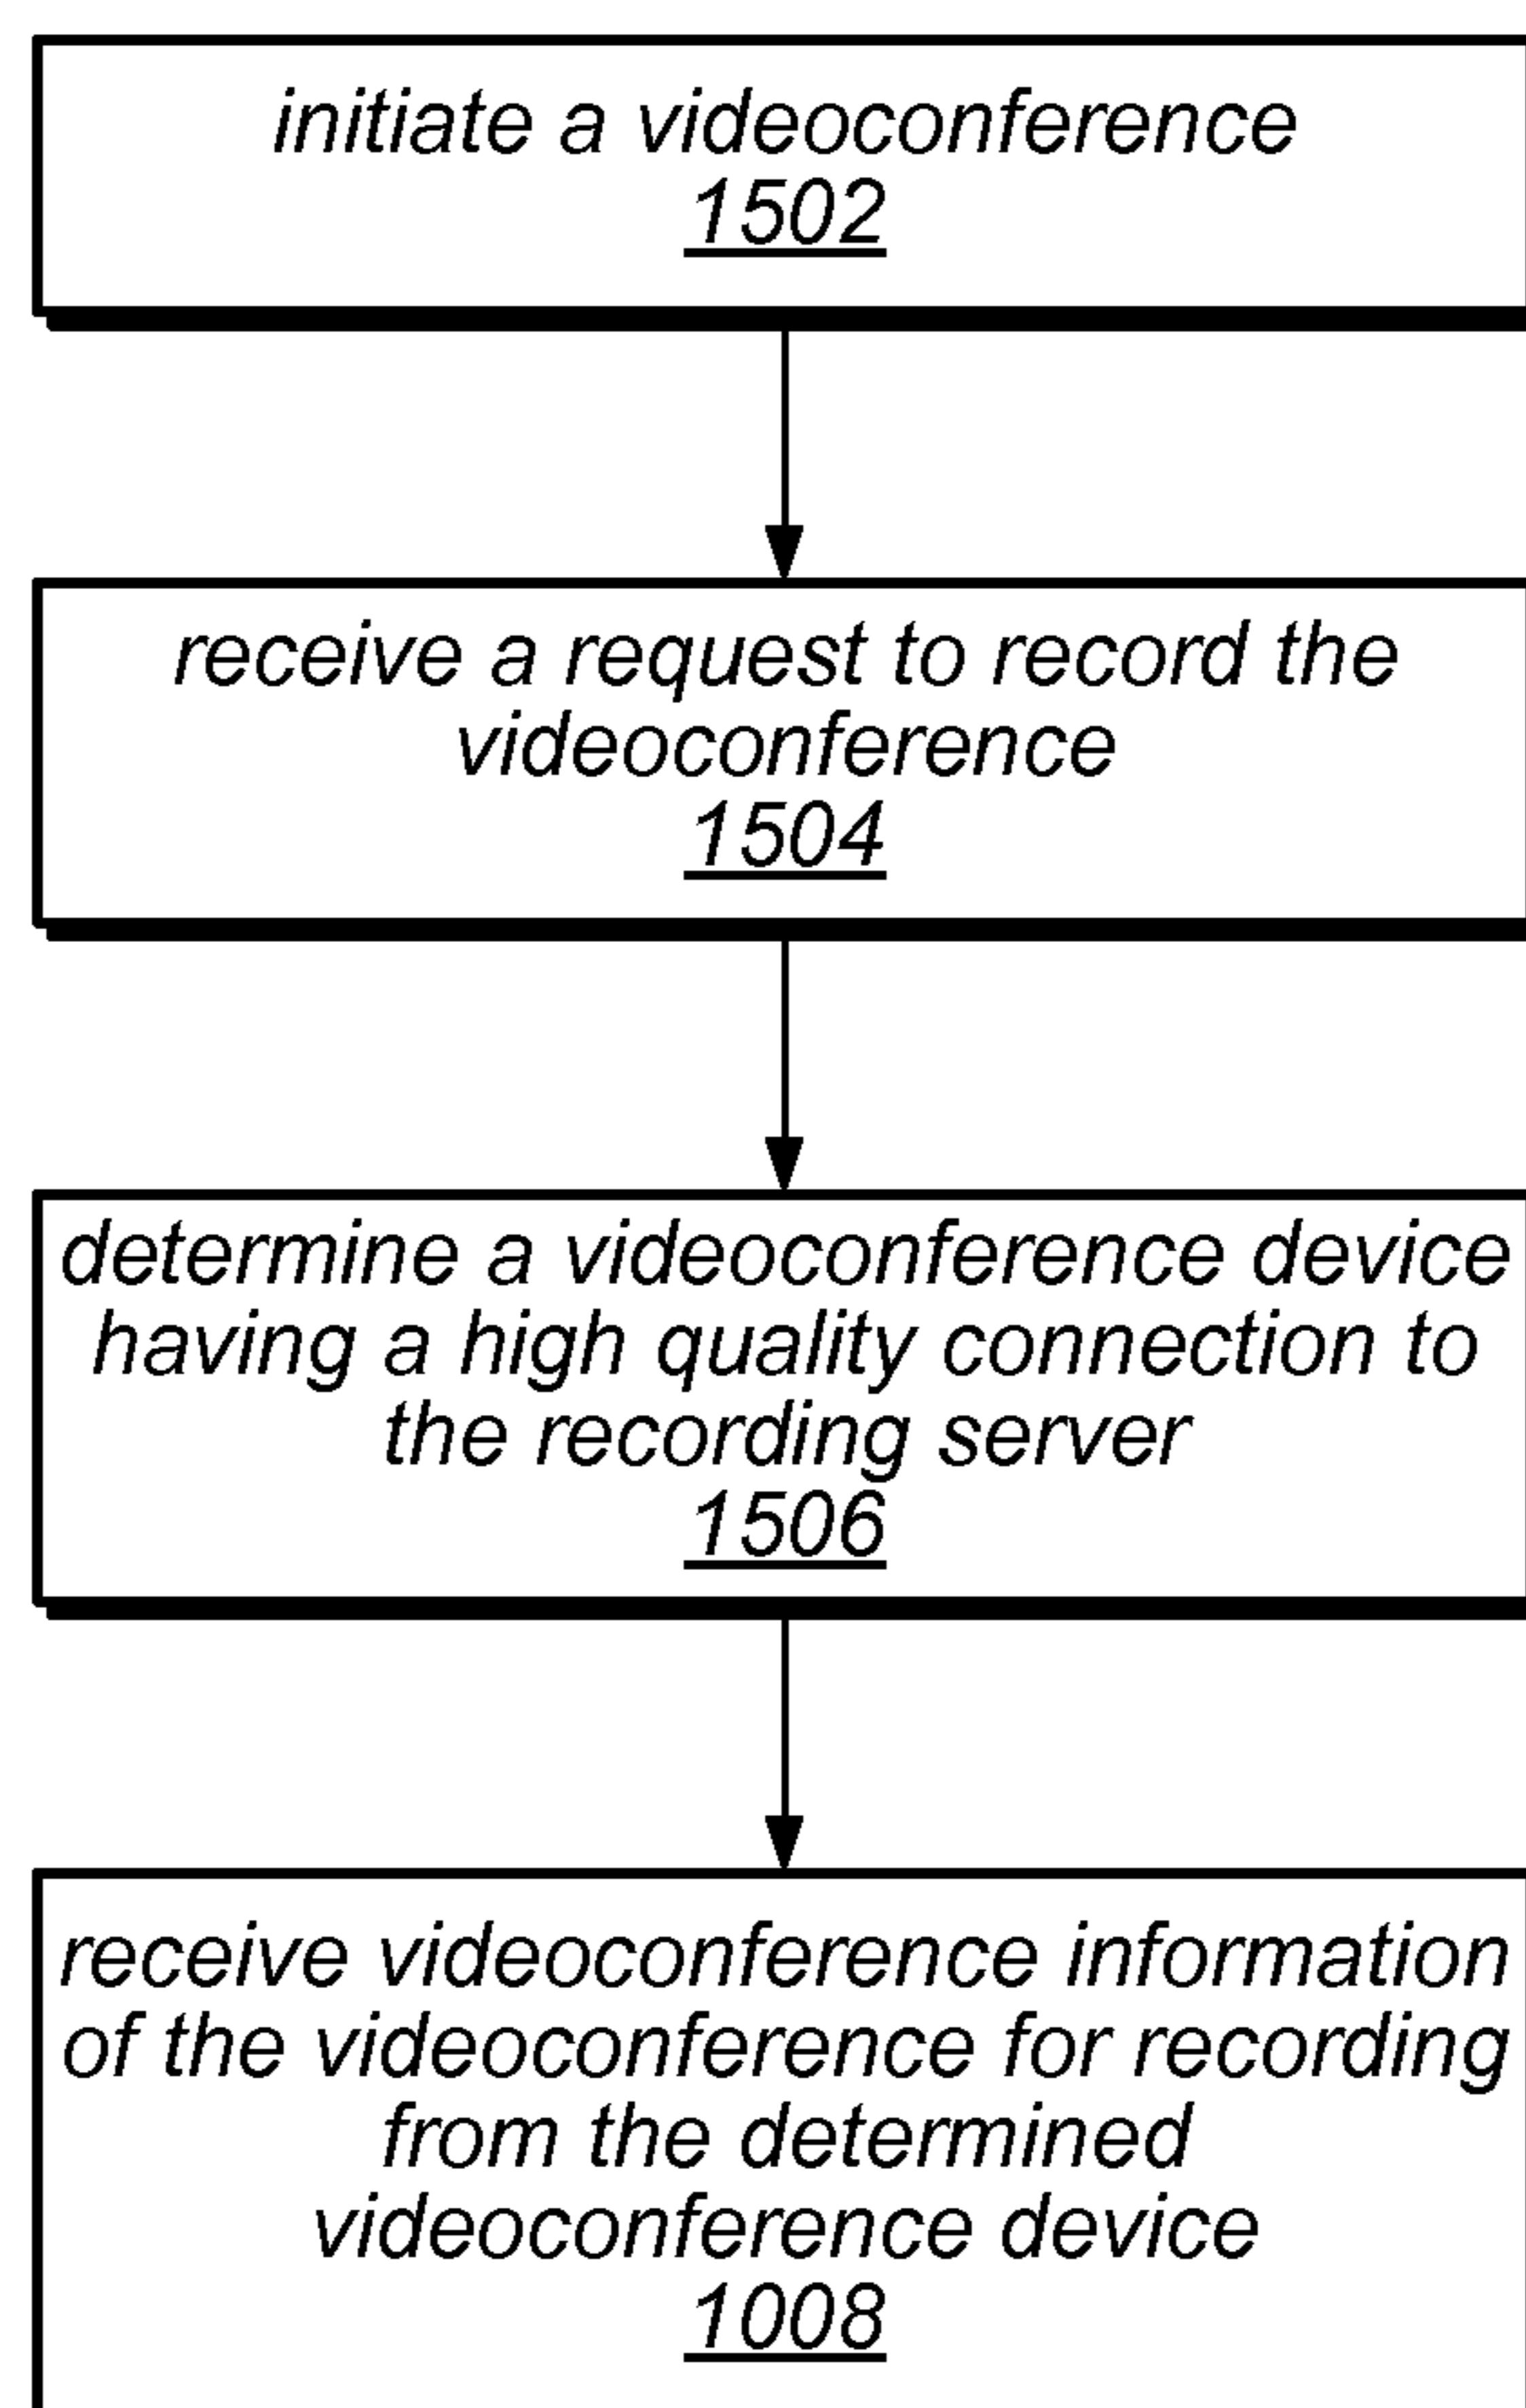 initiate a videoconference
1502
receive a request to record the
videoconference
1504
determine a videoconference device
having a high quality connection to
the recording server
1506
receive videoconference information
of the videoconference for recording
from the determined
videoconference device
1008